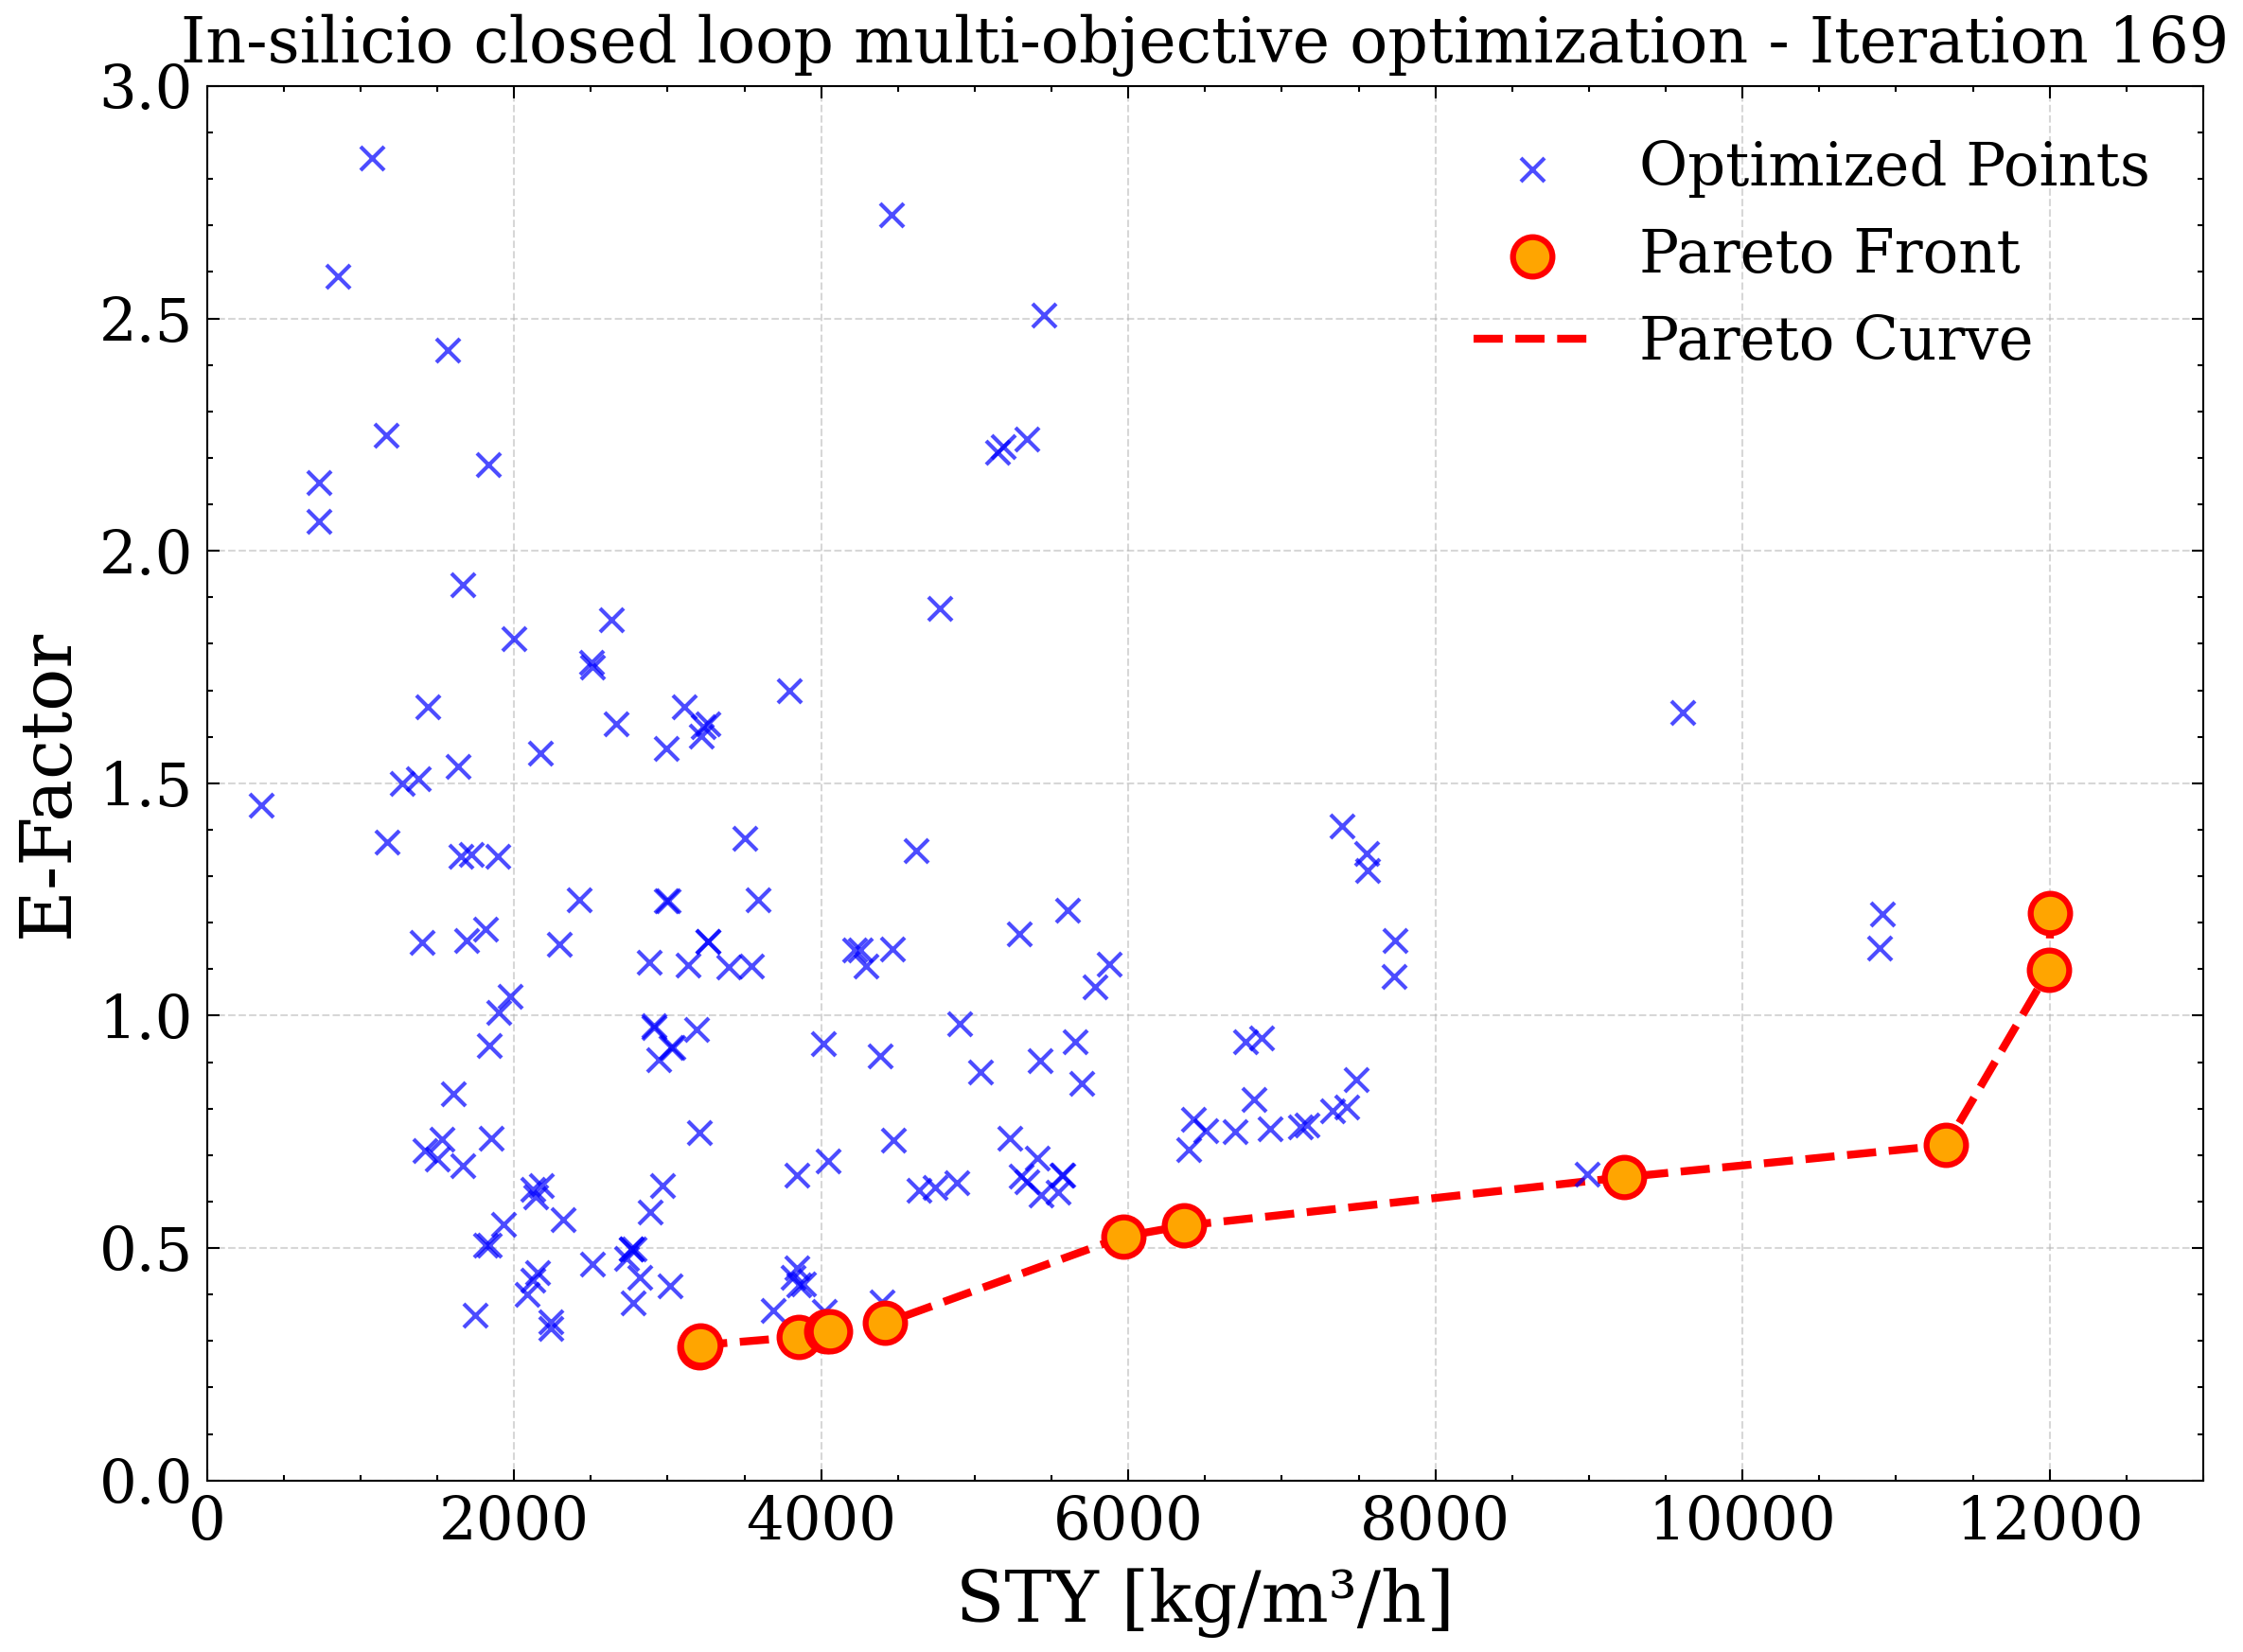 In-silicio closed loop multi-objective optimization - Iteration 169
Optimized Points
Pareto Front
Pareto Curve
E-Factor
3.0
2.5
2.0
1.5
1.0
0.5
0.0
0 2000 4000 6000 8000 10000 12000
STY [kg/m³/h]